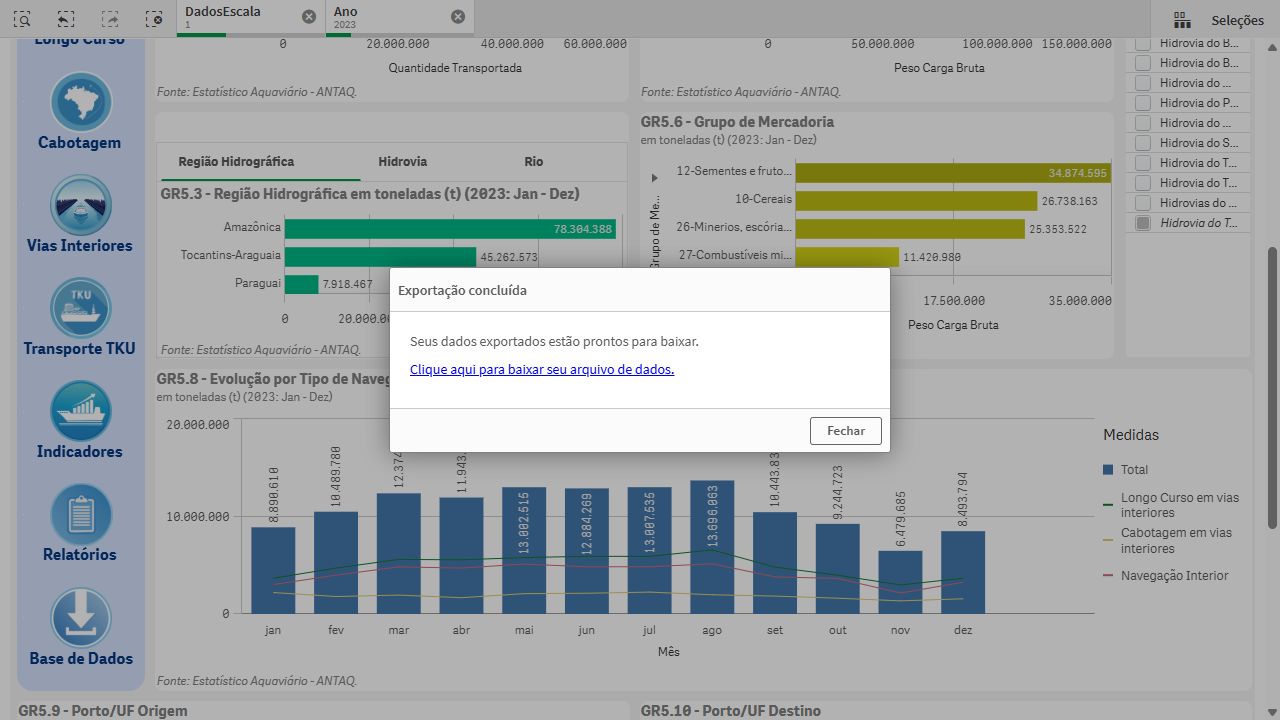 DadosEscala
1
Ano
2023
Seleções
Longo Curso
Cabotagem
Vias Interiores
TKU
Transporte TKU
Indicadores
Relatórios
Base de Dados
0
20.000.000
40.000.000
60.000.000
Quantidade Transportada
Fonte: Estatístico Aquaviário - ANTAQ.
0
50.000.000
100.000.000
150.000.000
Peso Carga Bruta
Fonte: Estatístico Aquaviário - ANTAQ.
Hidrovia do B...
Hidrovia do B...
Hidrovia do ...
Hidrovia do P...
Hidrovia do ...
Hidrovia do S...
Hidrovia do T...
Hidrovia do T...
Hidrovias do ...
Hidrovia do T...
Região Hidrográfica
Hidrovia
Rio
GR5.3 - Região Hidrográfica em toneladas (t) (2023: Jan - Dez)
Amazônica
78.304.388
Tocantins-Araguaia
45.262.573
Paraguai
7.918.467
0
Fonte: Estatístico Aquaviário - ANTAQ.
GR5.6 - Grupo de Mercadoria
em toneladas (t) (2023: Jan - Dez)
12-Sementes e fruto...
34.874.595
10-Cereais
26.738.163
26-Minerios, escória...
25.353.522
27-Combustíveis mi...
11.420.980
17.500.000
35.000.000
Peso Carga Bruta
Exportação concluída
Seus dados exportados estão prontos para baixar.
Clique aqui para baixar seu arquivo de dados.
Fechar
GR5.8 - Evolução por Tipo de
em toneladas (t) (2023: Jan - Dez)
20.000.000
10.000.000
0
8.890.610
10.489.780
13.002.515
12.884.269
13.007.535
13.696.063
9.244.723
6.479.685
8.493.794
jan
fev
mar
abr
mai
jun
jul
ago
set
out
nov
dez
Mês
Medidas
Total
Longo Curso em vias
interiores
Cabotagem em vias
interiores
Navegação Interior
Fonte: Estatístico Aquaviário - ANTAQ.
GR5.9 - Porto/UF Origem
GR5.10 - Porto/UF Destino